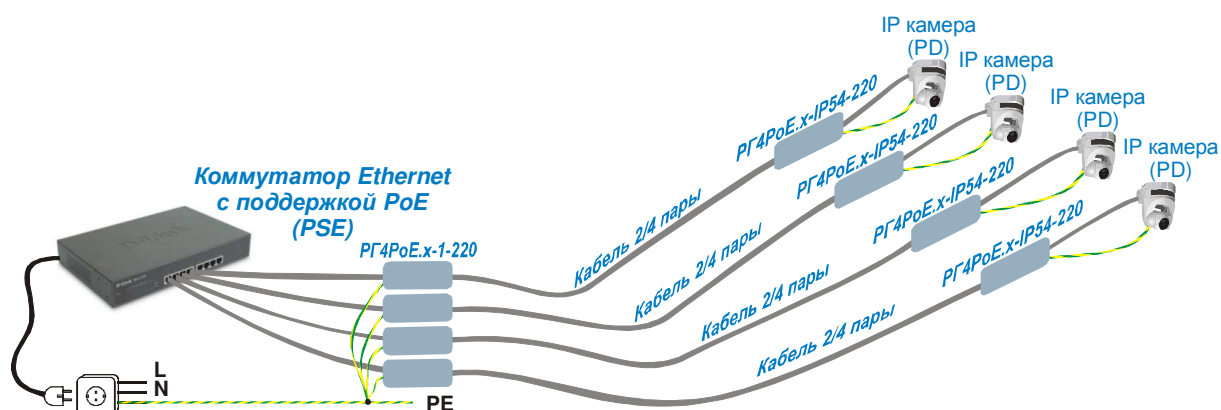 IP камера
(PD)
IP камера
(PD)
IP камера
(PD)
IP камера
(PD)
РГ4PoE.x-IP54-220
РГ4PoE.x-IP54-220
РГ4PoE.x-IP54-220
РГ4PoE.x-IP54-220
Коммутатор Ethernet
с поддержкой PoE
(PSE)
D-Link
РГ4PoE.x-1-220
Кабель 2/4 пары
Кабель 2/4 пары
Кабель 2/4 пары
Кабель 2/4 пары
L
N
PE